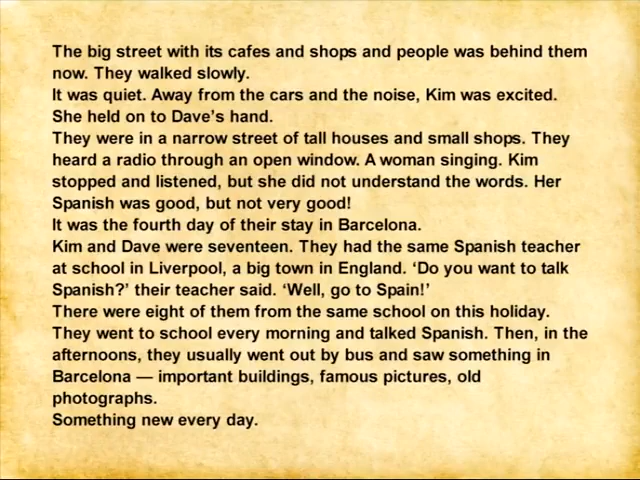 The big street with its cafes and shops and people was behind them
now. They walked slowly.
It was quiet. Away from the cars and the noise, Kim was excited.
She held on to Dave's hand.
They were in a narrow street of tall houses and small shops. They
heard a radio through an open window. A woman singing. Kim
stopped and listened, but she did not understand the words. Her
Spanish was good, but not very good!
It was the fourth day of their stay in Barcelona.
Kim and Dave were seventeen. They had the same Spanish teacher
at school in Liverpool, a big town in England. ‘Do you want to talk
Spanish?’ their teacher said. ‘Well, go to Spain!’
There were eight of them from the same school on this holiday.
They went to school every morning and talked Spanish. Then, in the
afternoons, they usually went out by bus and saw something in
Barcelona — important buildings, famous pictures, old
photographs.
Something new every day.